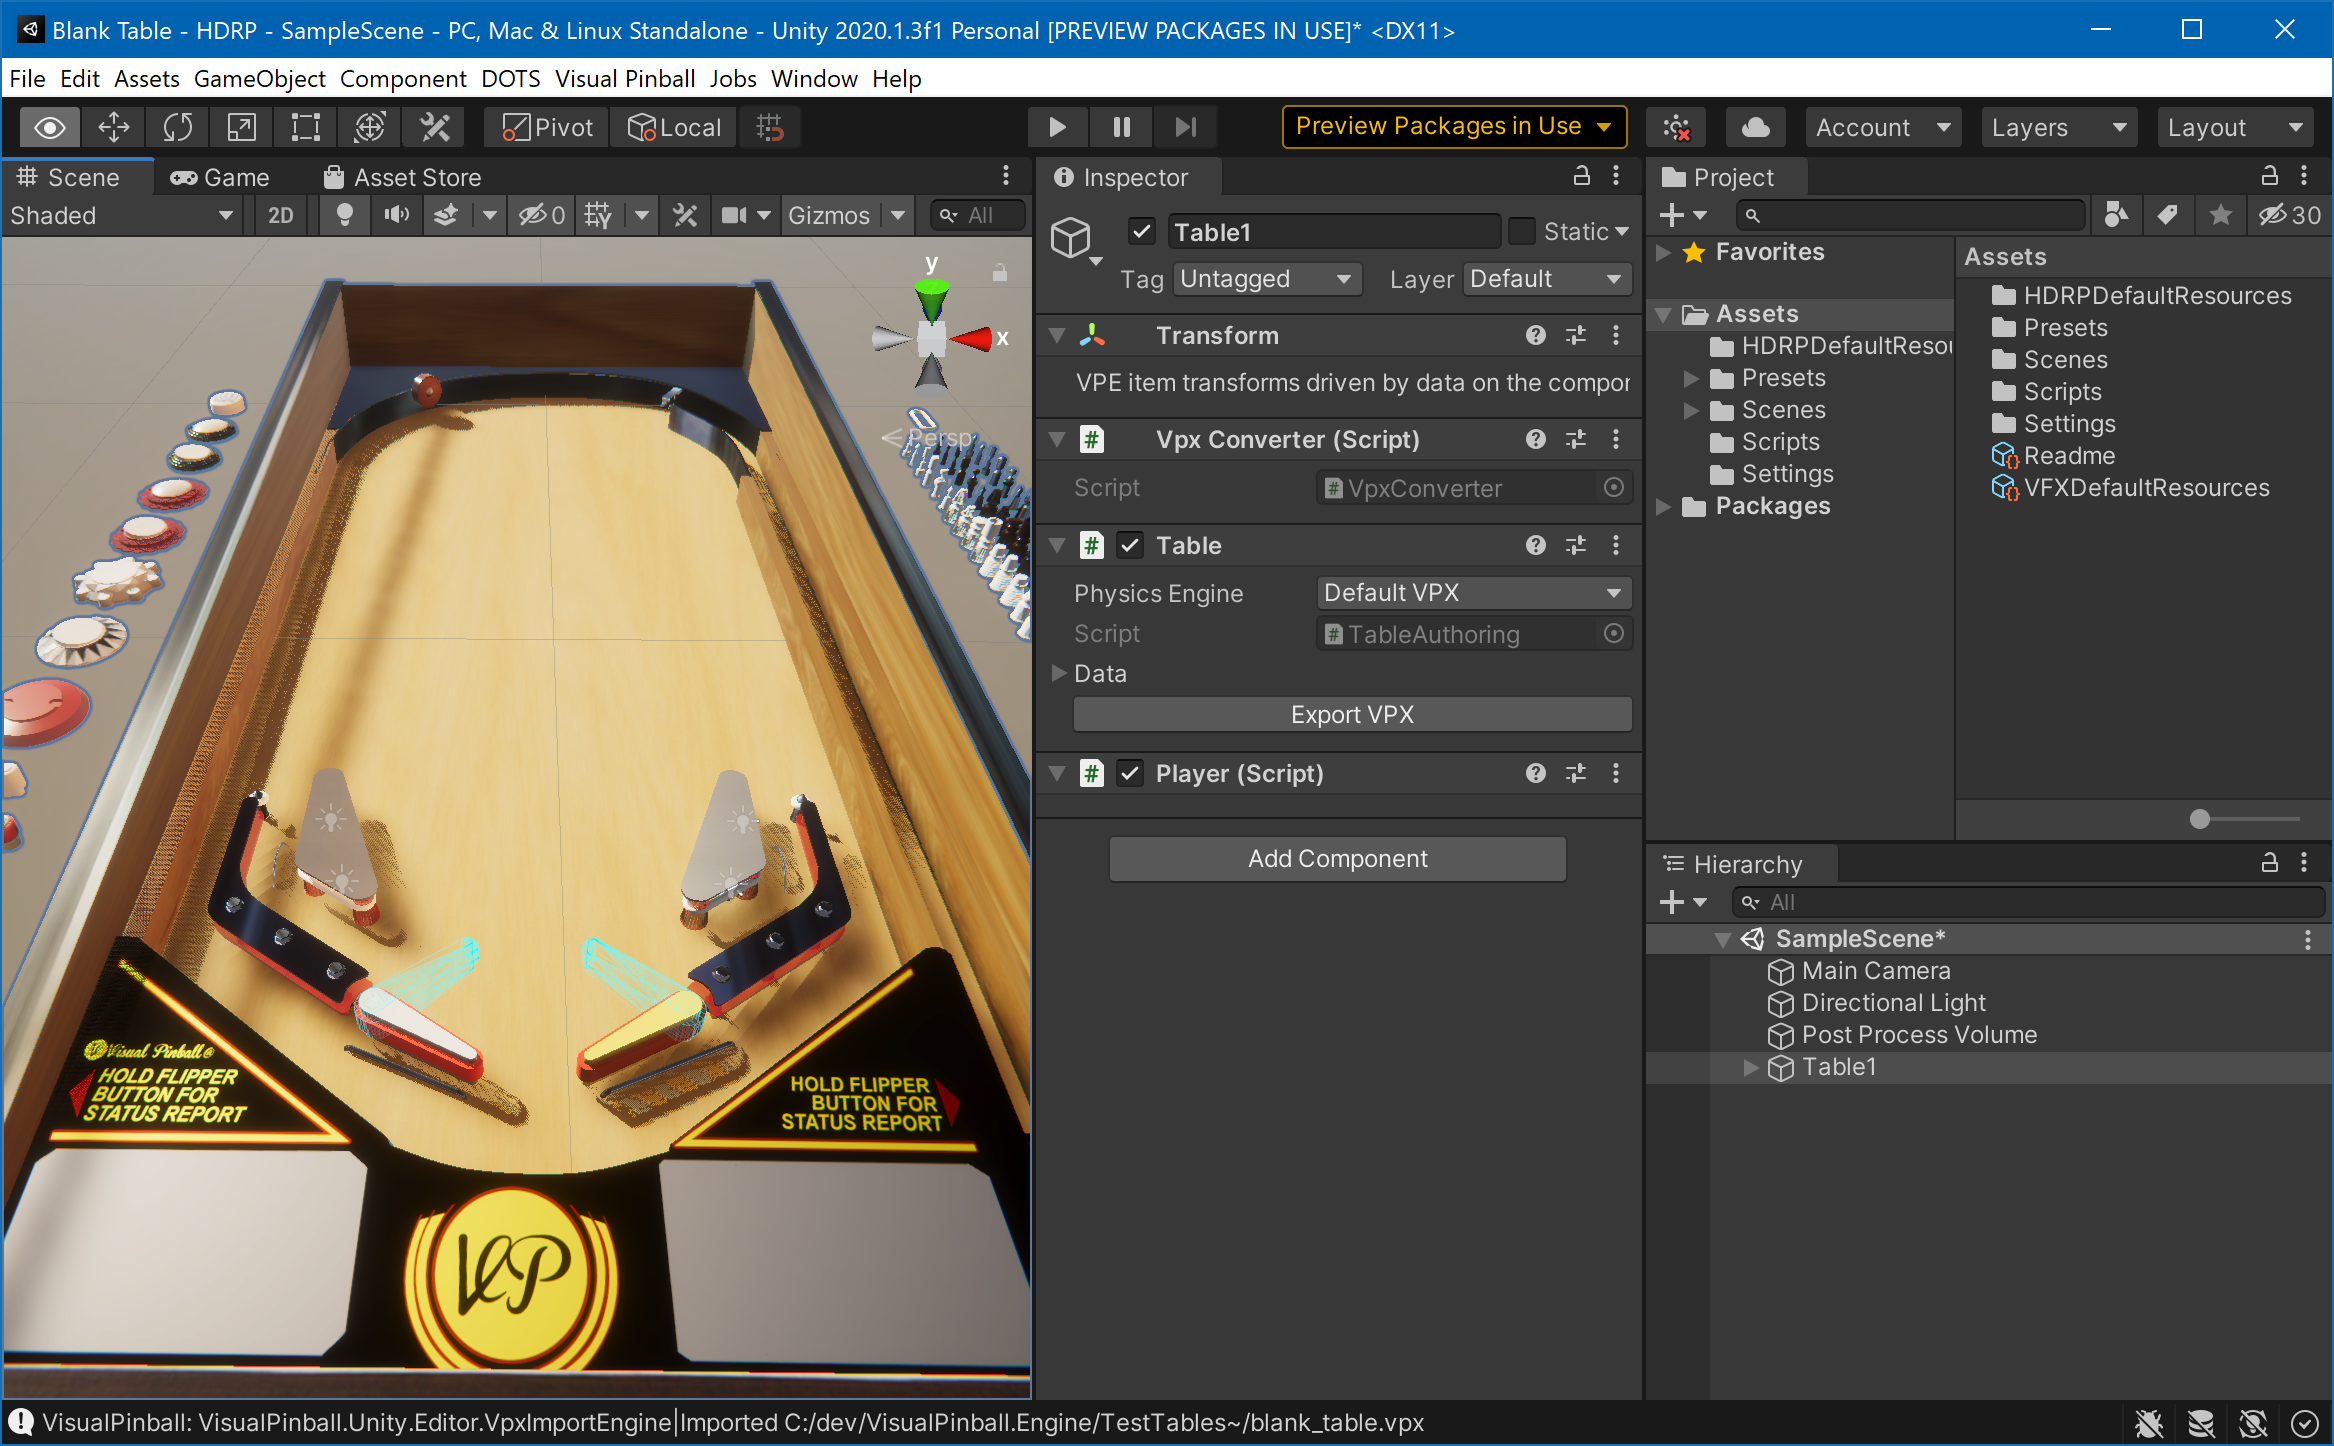 Blank Table - HDRP - SampleScene - PC, Mac & Linux Standalone - Unity 2020.1.3f1 Personal [PREVIEW PACKAGES IN USE]* <DX11>
File Edit Assets GameObject Component DOTS Visual Pinball Jobs Window Help
Pivot Local Preview Packages in Use Account Layers Layout
Scene Game Asset Store
Shaded 2D 0 Gizmos All
y
x
< Persp
Visual Pinball
HOLD FLIPPER
BUTTON FOR
STATUS REPORT
HOLD FLIPPER
BUTTON FOR
STATUS REPORT
VP
Inspector
Table1 Static
Tag Untagged Layer Default
Transform
VPE item transforms driven by data on the compor
# Vpx Converter (Script)
Script # VpxConverter
# Table
Physics Engine Default VPX
Script # TableAuthoring
Data
Export VPX
# Player (Script)
Add Component
Project
30
Favorites
Assets
HDRPDefaultResou
Presets
Scenes
Scripts
Settings
Packages
Assets
HDRPDefaultResources
Presets
Scenes
Scripts
Settings
Readme
VFXDefaultResources
Hierarchy
All
SampleScene*
Main Camera
Directional Light
Post Process Volume
Table1
VisualPinball: VisualPinball.Unity.Editor.VpxImportEngine|Imported C:/dev/VisualPinball.Engine/TestTables~/blank_table.vpx